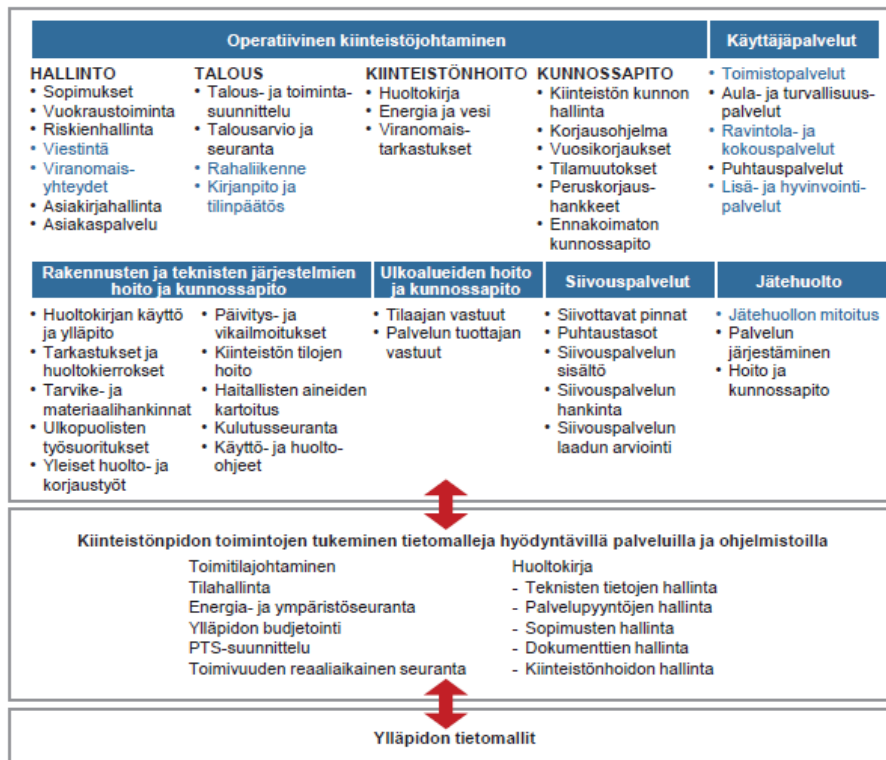 Operatiivinen kiinteistöjohtaminen
Käyttäjäpalvelut
HALLINTO
• Sopimukset
• Vuokraustoiminta
• Riskienhallinta
• Viestintä
• Viranomais-
yhteydet
• Asiakirjahallinta
• Asiakaspalvelu
TALOUS
• Talous- ja toiminta-
suunnittelu
• Talousarvio ja
seuranta
• Rahaliikenne
• Kirjanpito ja
tilinpäätös
KIINTEISTÖNHOITO
• Huoltokirja
• Energia ja vesi
• Viranomais-
tarkastukset
KUNNOSSAPITO
• Kiinteistön kunnon
hallinta
• Korjausohjelma
• Vuosikorjaukset
• Tilamuutokset
• Peruskorjaus-
hankkeet
• Ennakoimaton
kunnossapito
• Toimistopalvelut
• Aula- ja turvallisuus-
palvelut
• Ravintola- ja
kokouspalvelut
• Puhtauspalvelut
• Lisä- ja hyvinvointi-
palvelut
Rakennusten ja teknisten järjestelmien
hoito ja kunnossapito
• Huoltokirjan käyttö
ja ylläpito
• Tarkastukset ja
huoltokierrokset
• Tarvike- ja
materiaalihankinnat
• Ulkopuolisten
työsuoritukset
• Yleiset huolto- ja
korjaustyöt
• Päivitys- ja
vikailmoitukset
• Kiinteistön tilojen
hoito
• Haitallisten aineiden
kartoitus
• Kulutusseuranta
• Käyttö- ja huolto-
ohjeet
Ulkoalueiden hoito
ja kunnossapito
• Tilaajan vastuut
• Palvelun tuottajan
vastuut
Siivouspalvelut
• Siivottavat pinnat
• Puhtaustasot
• Siivouspalvelun
sisältö
• Siivouspalvelun
hankinta
• Siivouspalvelun
laadun arviointi
Jätehuolto
• Jätehuollon mitoitus
• Palvelun
järjestäminen
• Hoito ja
kunnossapito
Kiinteistönpidon toimintojen tukeminen tietomalleja hyödyntävillä palveluilla ja ohjelmistoilla
Toimitilajohtaminen
Tilahallinta
Energia- ja ympäristöseuranta
Ylläpidon budjetointi
PTS-suunnittelu
Toimivuuden reaaliaikainen seuranta
Huoltokirja
- Teknisten tietojen hallinta
- Palvelupyyntöjen hallinta
- Sopimusten hallinta
- Dokumenttien hallinta
- Kiinteistönhoidon hallinta
Ylläpidon tietomallit